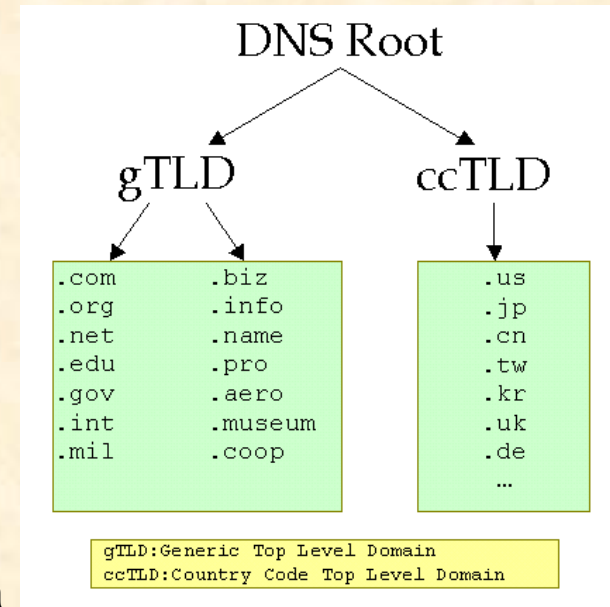 DNS Root
gTLD ccTLD
.com .biz .us
.org .info .jp
.net .name .cn
.edu .pro .tw
.gov .aero .kr
.int .museum .uk
.mil .coop .de
...
gTLD:Generic Top Level Domain
ccTLD:Country Code Top Level Domain